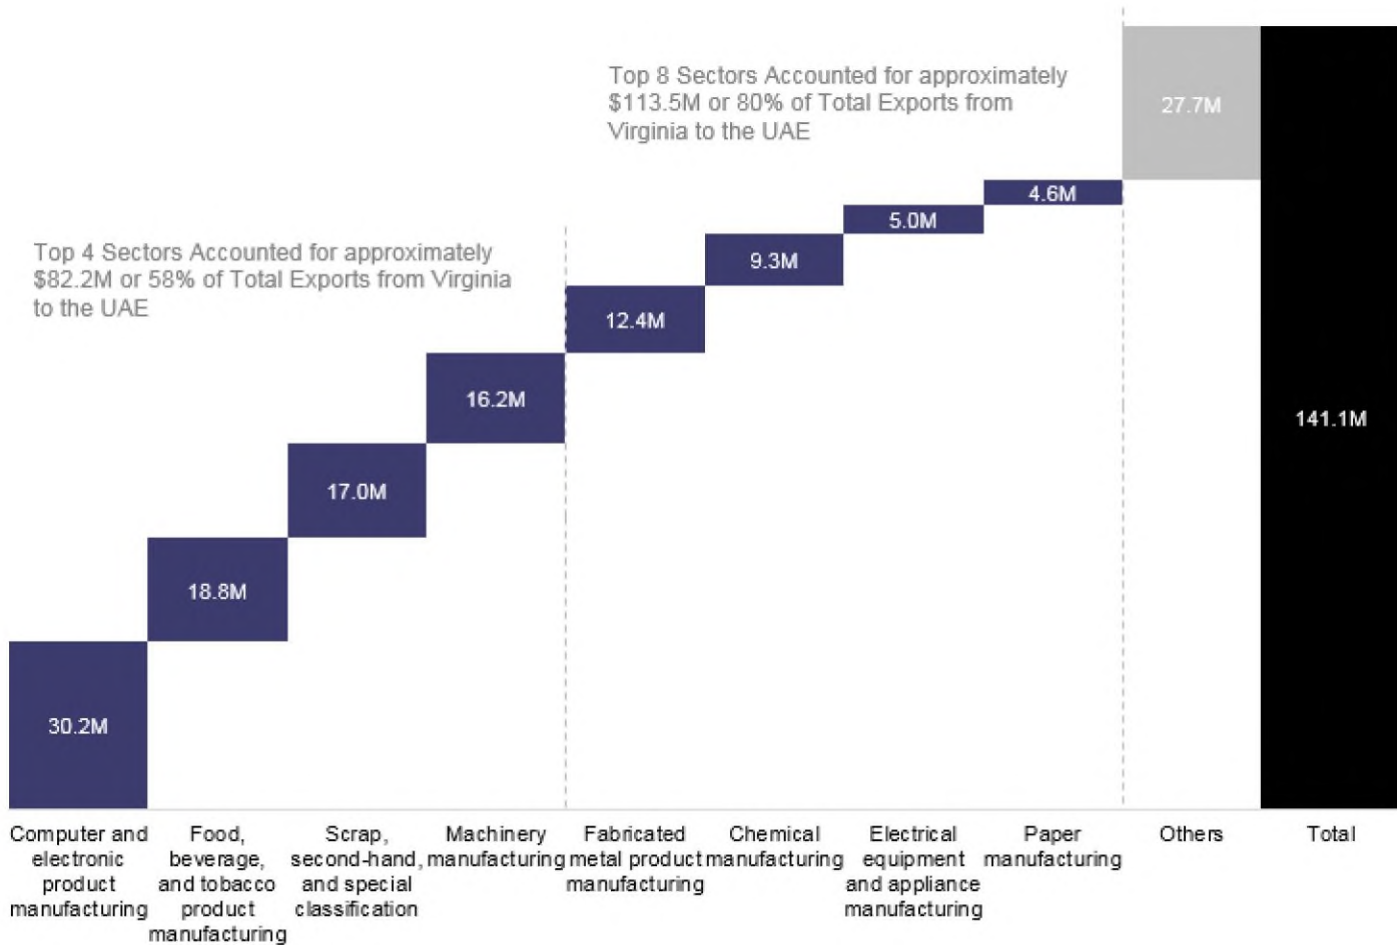 Top 8 Sectors Accounted for approximately
$113.5M or 80% of Total Exports from
Virginia to the UAE
27.7M
4.6M
5.0M
Top 4 Sectors Accounted for approximately
$82.2M or 58% of Total Exports from Virginia
to the UAE
9.3M
12.4M
16.2M
141.1M
17.0M
18.8M
30.2M
Computer and
electronic
product
manufacturing
Food,
beverage,
and tobacco
product
manufacturing
Scrap,
second-hand,
and special
classification
Machinery
manufacturing
Fabricated
metal product
manufacturing
Chemical
manufacturing
Electrical
equipment
and appliance
manufacturing
Paper
manufacturing
Others
Total